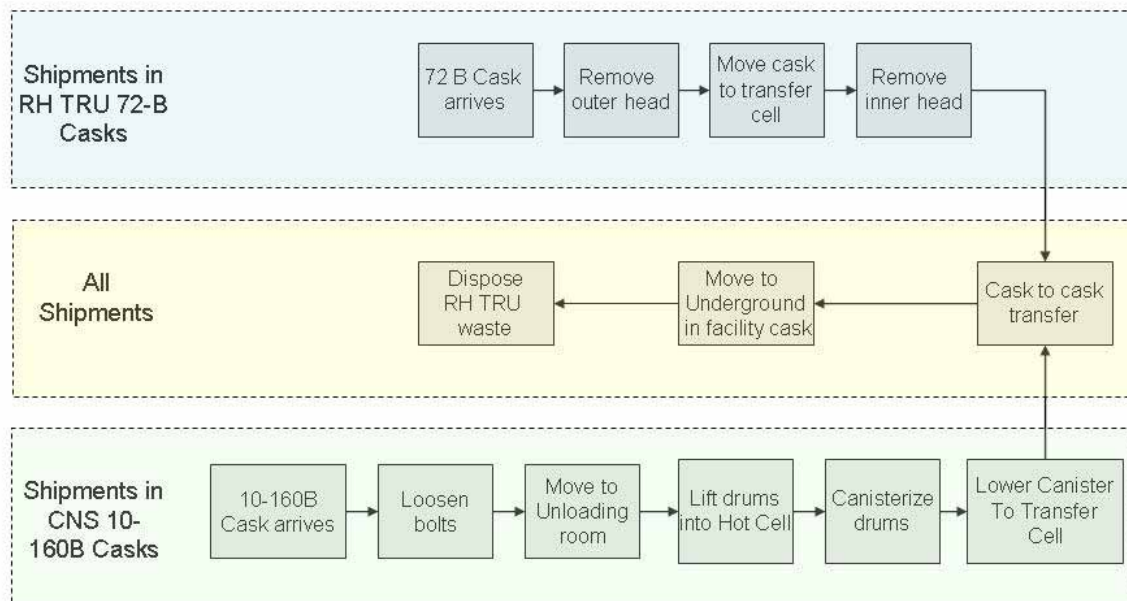 Shipments in
RH TRU 72-B
Casks
72 B Cask
arrives
Remove
outer head
Move cask
to transfer
cell
Remove
inner head
All
Shipments
Dispose
RH TRU
waste
Move to
Underground
in facility cask
Cask to cask
transfer
Shipments in
CNS 10-
160B Casks
10-160B
Cask arrives
Loosen
bolts
Move to
Unloading
room
Lift drums
into Hot Cell
Canisterize
drums
Lower Canister
To Transfer
Cell